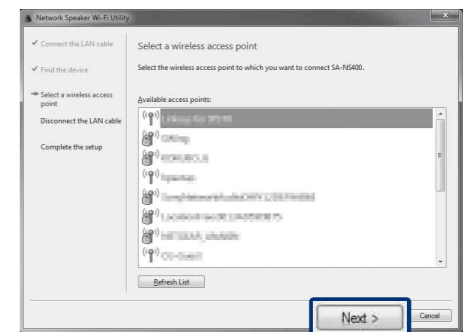 Network Speaker Wi-Fi Utility
✓ Connect the LAN cable
✓ Find the device
→ Select a wireless access
point
Disconnect the LAN cable
Complete the setup
Select a wireless access point
Select the wireless access point to which you want to connect SA-NS400.
Available access points:
Refresh List
Next >
Cancel